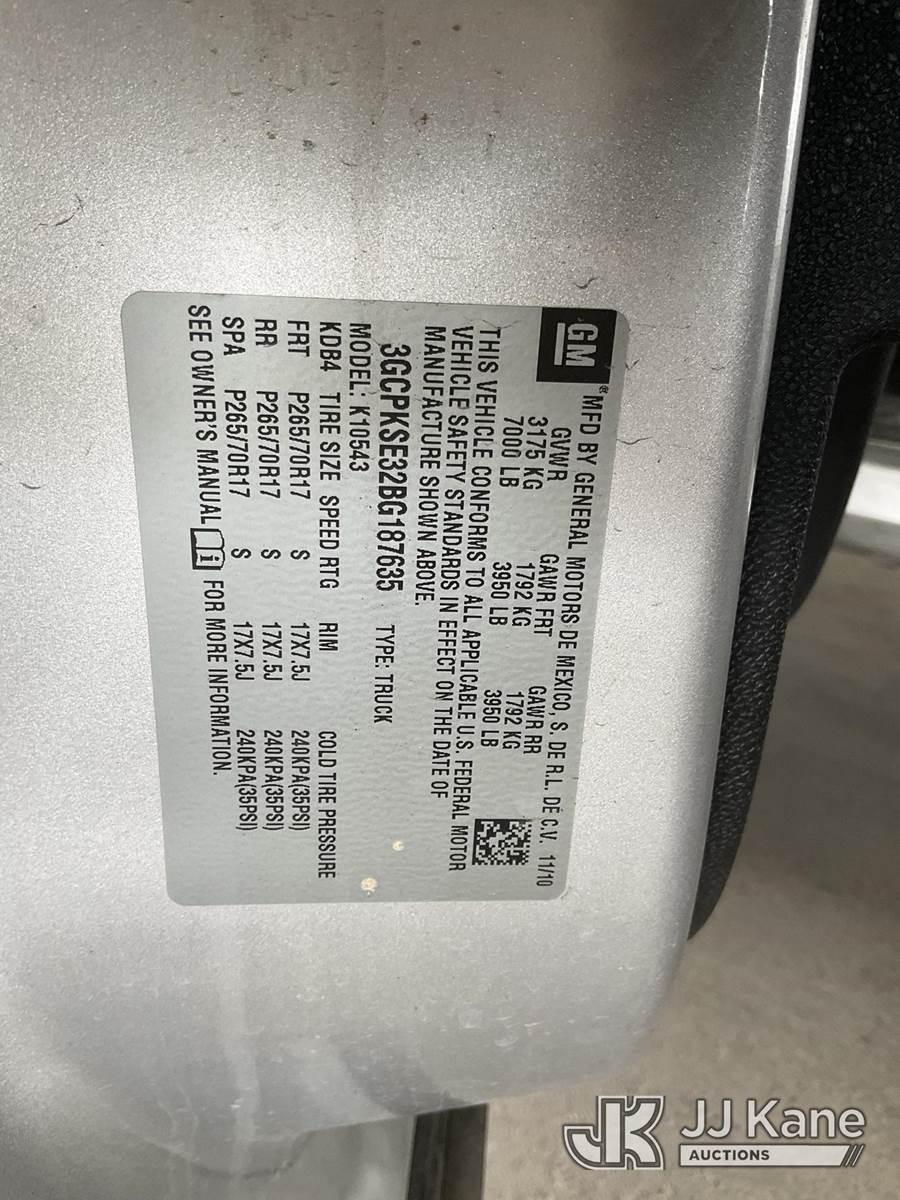 GM
® MFD BY GENERAL MOTORS DE MEXICO, S. DE R.L. DE C.V. 11/10
GVWR GAWR FRT GAWR RR
3175 KG 1792 KG 1792 KG
7000 LB 3950 LB 3950 LB
THIS VEHICLE CONFORMS TO ALL APPLICABLE U.S. FEDERAL MOTOR
VEHICLE SAFETY STANDARDS IN EFFECT ON THE DATE OF
MANUFACTURE SHOWN ABOVE.
3GCPKSE32BG187635 TYPE: TRUCK
MODEL: K10543
KDB4 TIRE SIZE SPEED RTG RIM COLD TIRE PRESSURE
FRT P265/70R17 S 17X7.5J 240KPA(35PSI)
RR P265/70R17 S 17X7.5J 240KPA(35PSI)
SPA P265/70R17 S 17X7.5J 240KPA(35PSI)
SEE OWNER'S MANUAL i FOR MORE INFORMATION.
JK JJ Kane
AUCTIONS